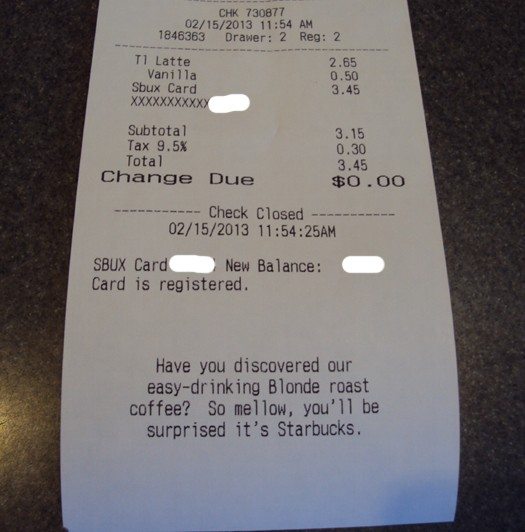 CHK 730877
02/15/2013 11:54 AM
1846363 Drawer: 2 Reg: 2
Tl Latte 2.65
Vanilla 0.50
Sbux Card 3.45
XXXXXXXXXXX
Subtotal 3.15
Tax 9.5% 0.30
Total 3.45
Change Due $0.00
------------ Check Closed ------------
02/15/2013 11:54:25AM
SBUX Card : New Balance:
Card is registered.
Have you discovered our
easy-drinking Blonde roast
coffee? So mellow, you'll be
surprised it's Starbucks.